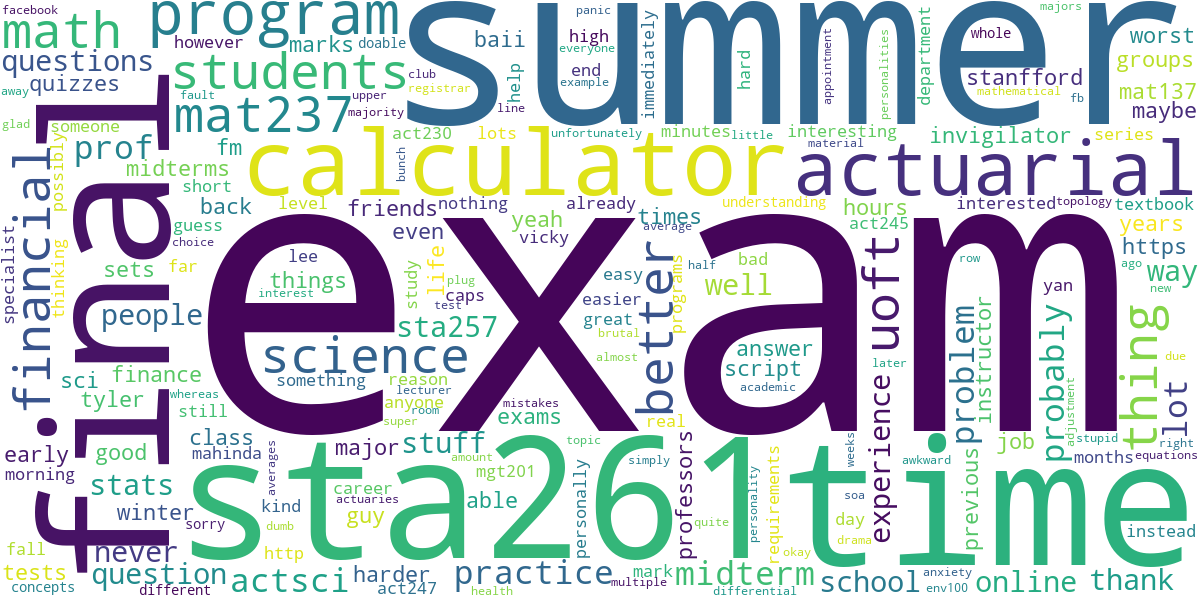 facebook
math
program
summer
panic
majors
however
marks
doable
baii
high
everyone
whole
worst
questions
quizzes
students
club
registrar
help
end
example
immediately
hard
appointment
personalities
department
stanfford
mathematical
groups
fb
mat137
maybe
away
fault
mat237
upper
majority
line
glad
someone
prof
fm
act230
lots
unfortunately
minutes
little
interesting
material
invigilator
series
final
financial
possibly
midterms
short
bunch
calculator
actuarial
guess
back
level
friends
nothing
already
understanding
interested
topology
textbook
choice
even
yeah
vicky
times
average
hours
act245
years
specialist
thinking
sets
far
lee
things
interest
exam
life
study
plug
caps
test
easy
easier
great
brutal
almost
better
programs
half
bad
well
uoft
row
ago
https
way
new
yan
people
sta257
science
something
reason
lecturer
anyone
room
super
mistakes
exams
answer
script
academic
later
problem
instructor
probably
thing
due
lot
sci
finance
whereas
tyler
still
real
experience
adjustment
early
morning
good
class
mahinda
major
stuff
topic
simply
professors
weeks
awkward
job
stupid
right
months
equations
stats
winter
sorry
averages
kind
career
actuaries
guy
amount
mgt201
able
personally
sta261
personality
requirements
soa
day
drama
previous
time
instead
fall
tests
concepts
never
question
different
dumb
http
actsci
harder
act247
health
practice
multiple
mark
midterm
differential
quite
okay
school
anxiety
env100
online
thank